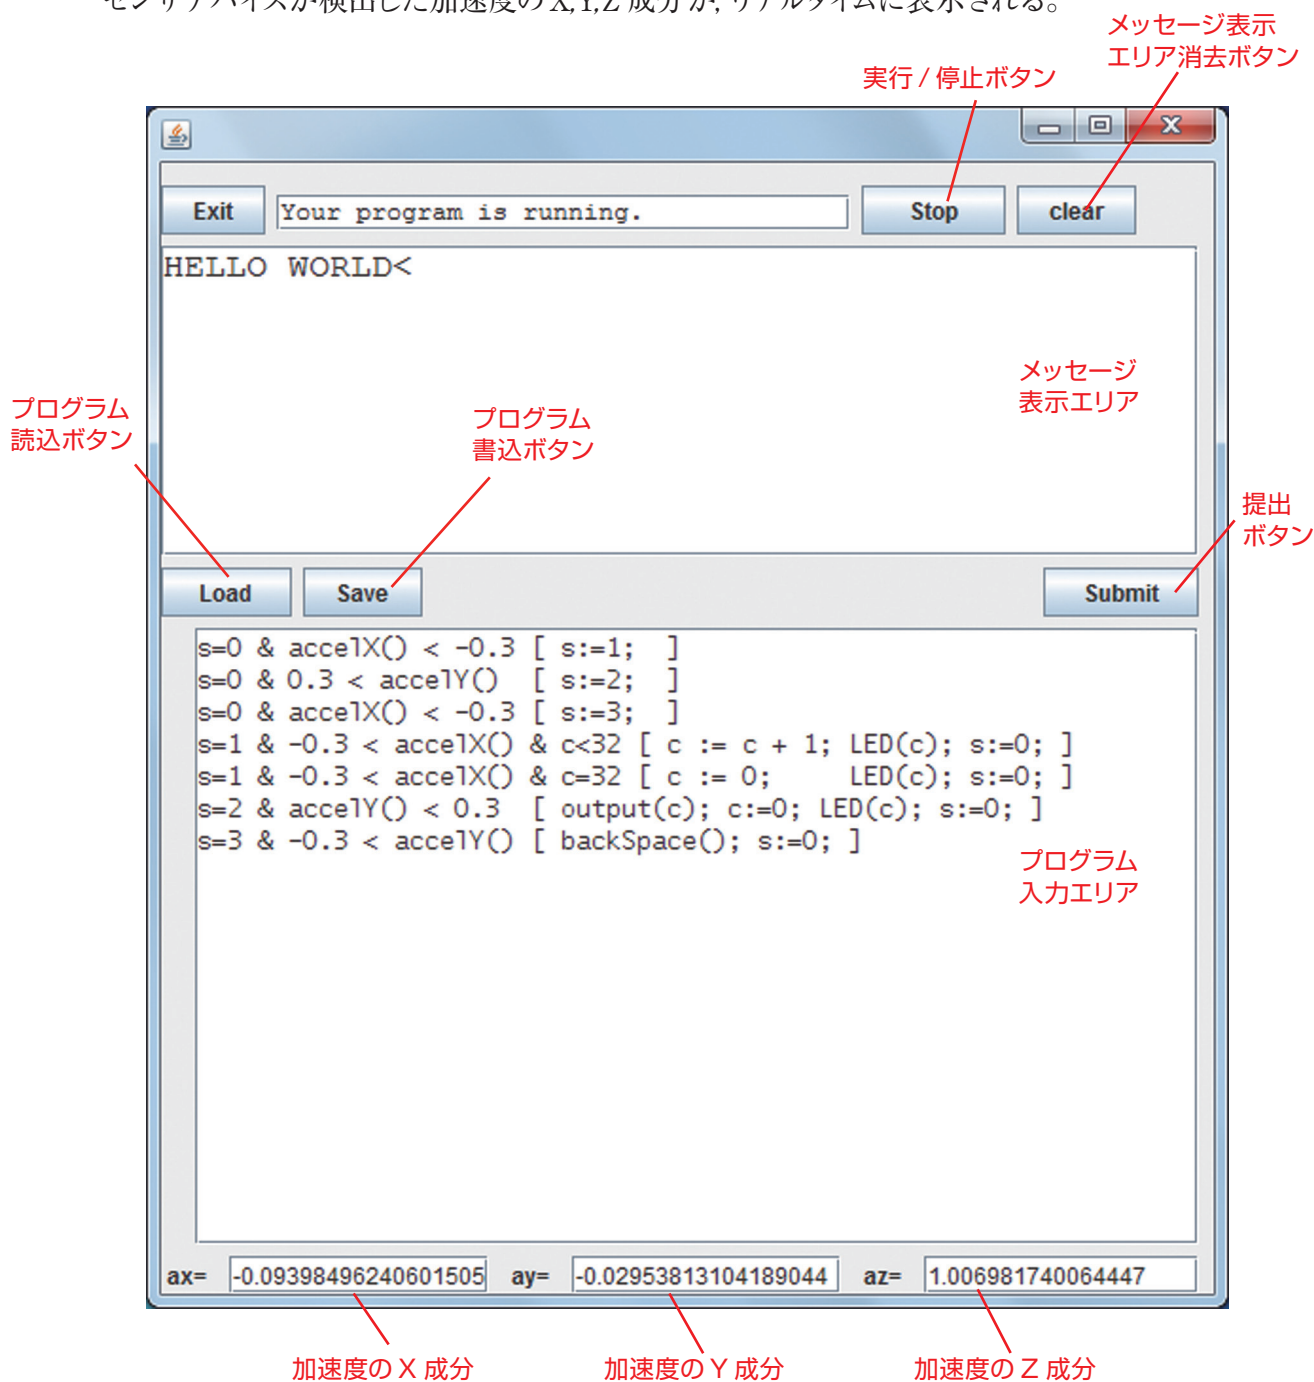 センサデバイスが検出した加速度の X,Y,Z 成分が, リアルタイムに表示される。
メッセージ表示
エリア消去ボタン
実行 / 停止ボタン
Exit
Your program is running.
Stop
clear
HELLO WORLD<
メッセージ
表示エリア
プログラム
読込ボタン
プログラム
書込ボタン
提出
ボタン
Load
Save
Submit
s=0 & accelX() < -0.3 [ s:=1;  ]
s=0 & 0.3 < accelY()  [ s:=2;  ]
s=0 & accelX() < -0.3 [ s:=3;  ]
s=1 & -0.3 < accelX() & c<32 [ c := c + 1; LED(c); s:=0; ]
s=1 & -0.3 < accelX() & c=32 [ c := 0;     LED(c); s:=0; ]
s=2 & accelY() < 0.3  [ output(c); c:=0; LED(c); s:=0; ]
s=3 & -0.3 < accelY() [ backSpace(); s:=0; ]
プログラム
入力エリア
ax= -0.09398496240601505 ay= -0.02953813104189044 az= 1.006981740064447
加速度の X 成分
加速度の Y 成分
加速度の Z 成分